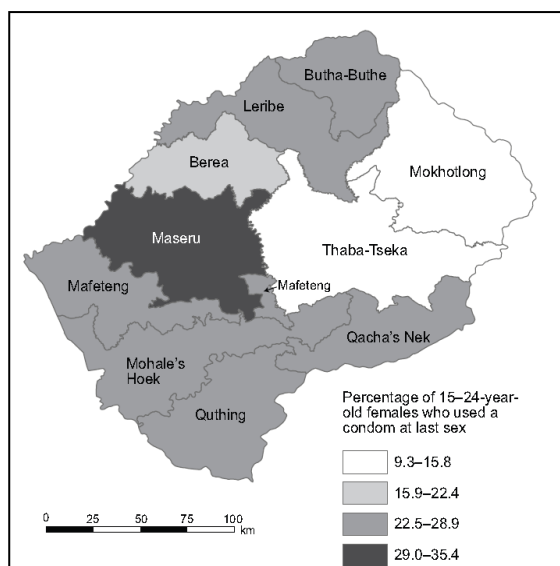 Butha-Buthe
Leribe
Berea
Mokhotlong
Maseru
Thaba-Tseka
Mafeteng
Mafeteng
Qacha's Nek
Mohale's
Hoek
Quthing
Percentage of 15–24-year-
old females who used a
condom at last sex
9.3–15.8
15.9–22.4
22.5–28.9
29.0–35.4
0 25 50 75 100
km